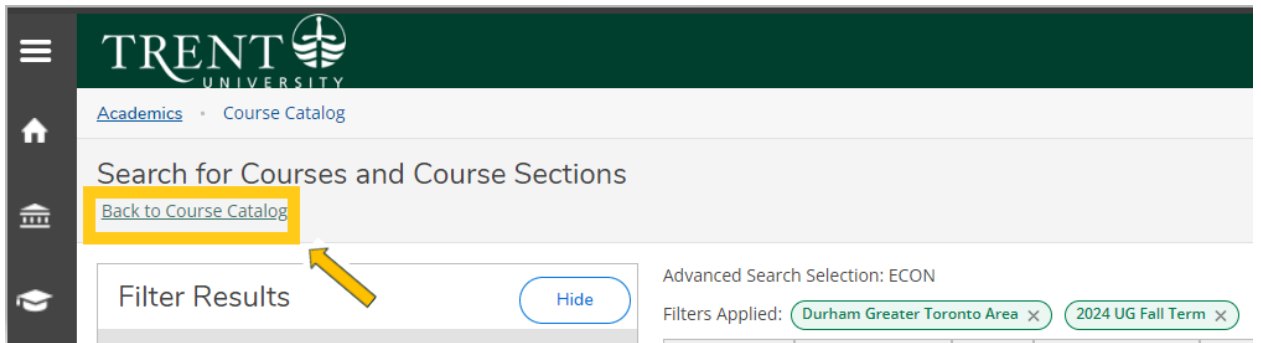 TRENT
UNIVERSITY
Academics • Course Catalog
Search for Courses and Course Sections
Back to Course Catalog
Filter Results
Hide
Advanced Search Selection: ECON
Filters Applied: Durham Greater Toronto Area × 2024 UG Fall Term ×